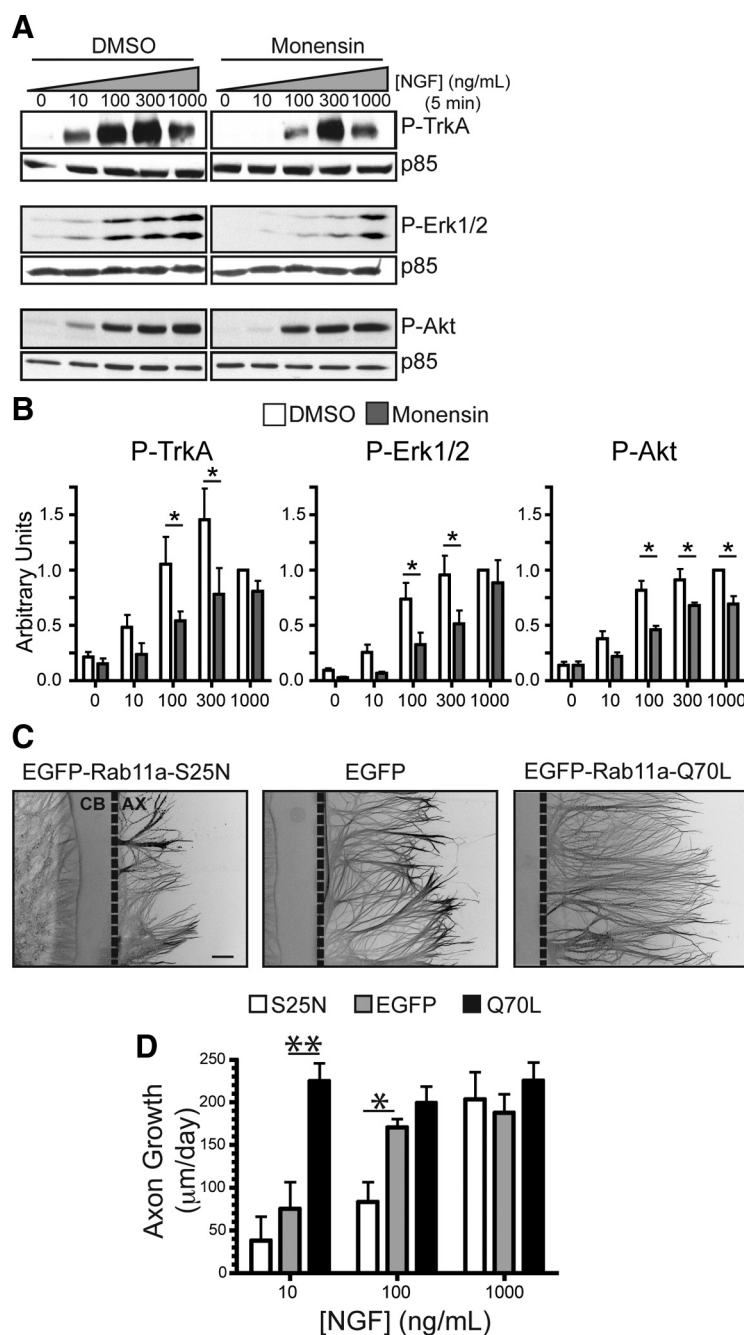 A
DMSO Monensin
[NGF] (ng/mL)
0 10 100 300 1000 0 10 100 300 1000 (5 min)
P-TrkA
p85
P-Erk1/2
p85
P-Akt
p85
B
DMSO Monensin
P-TrkA P-Erk1/2 P-Akt
* * * * * * *
Arbitrary Units
1.5 1.5 1.5
1.0 1.0 1.0
0.5 0.5 0.5
0.0 0.0 0.0
0 10 100 300 1000 0 10 100 300 1000 0 10 100 300 1000
C
EGFP-Rab11a-S25N EGFP EGFP-Rab11a-Q70L
CB AX
S25N EGFP Q70L
D
250
200
150
100
50
0
** *
Axon Growth
(μm/day)
10 100 1000
[NGF] (ng/mL)